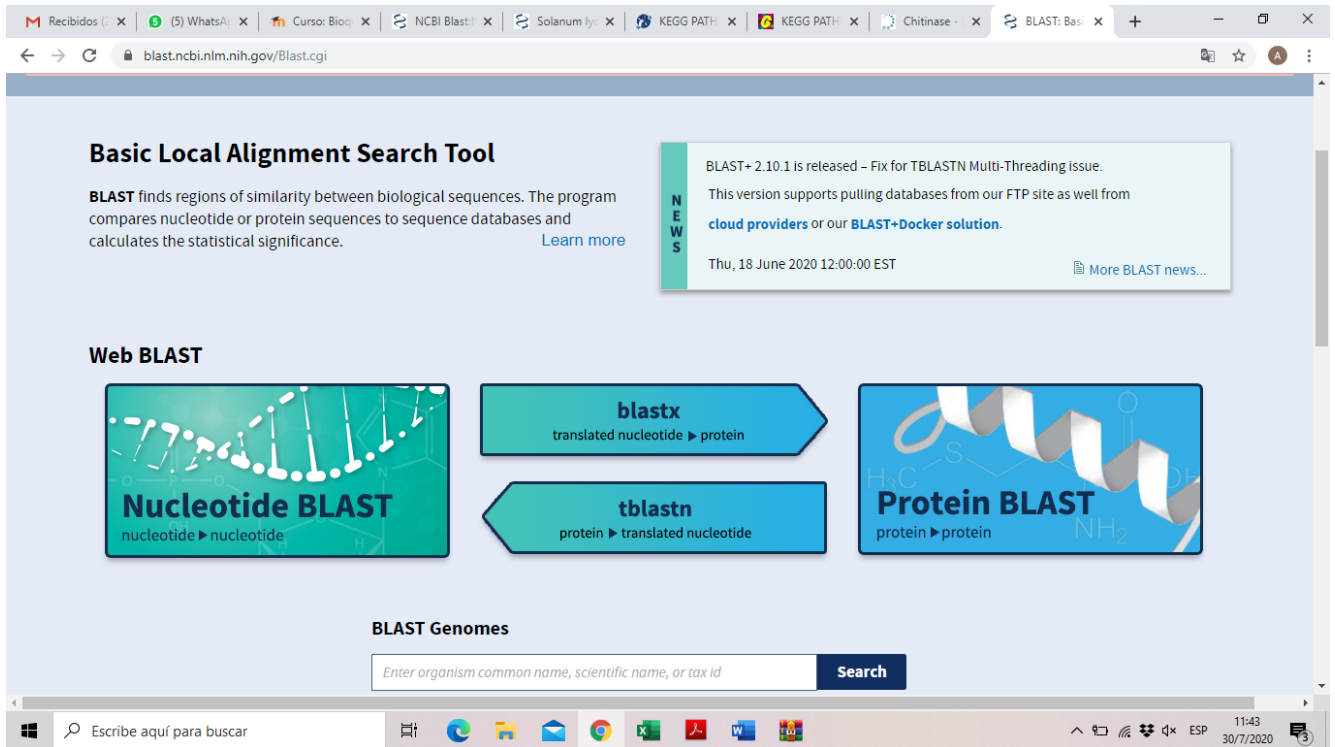 Recibidos (2
(5) WhatsAp
Curso: Bioq
NCBI Blast:
Solanum lyc
KEGG PATH
KEGG PATH
Chitinase - S
BLAST: Basi
blast.ncbi.nlm.nih.gov/Blast.cgi
A
Basic Local Alignment Search Tool
BLAST finds regions of similarity between biological sequences. The program
compares nucleotide or protein sequences to sequence databases and
calculates the statistical significance.
Learn more
NEWS
BLAST+ 2.10.1 is released – Fix for TBLASTN Multi-Threading issue.
This version supports pulling databases from our FTP site as well from
cloud providers or our BLAST+Docker solution.
Thu, 18 June 2020 12:00:00 EST
More BLAST news...
Web BLAST
Nucleotide BLAST
nucleotide ▶ nucleotide
blastx
translated nucleotide ▶ protein
tblastn
protein ▶ translated nucleotide
H₃C
S
O
OH
NH₂
Protein BLAST
protein ▶ protein
BLAST Genomes
Enter organism common name, scientific name, or tax id
Search
Escribe aquí para buscar
ESP
11:43
30/7/2020
3